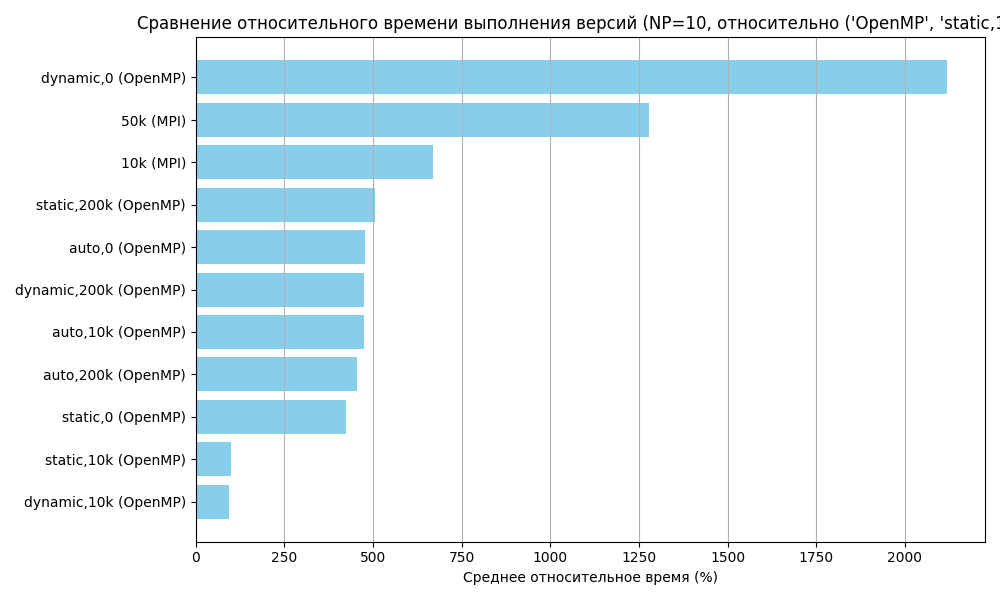 Сравнение относительного времени выполнения версий (NP=10, относительно ('OpenMP', 'static,1
dynamic,0 (OpenMP)
50k (MPI)
10k (MPI)
static,200k (OpenMP)
auto,0 (OpenMP)
dynamic,200k (OpenMP)
auto,10k (OpenMP)
auto,200k (OpenMP)
static,0 (OpenMP)
static,10k (OpenMP)
dynamic,10k (OpenMP)
0 250 500 750 1000 1250 1500 1750 2000
Среднее относительное время (%)